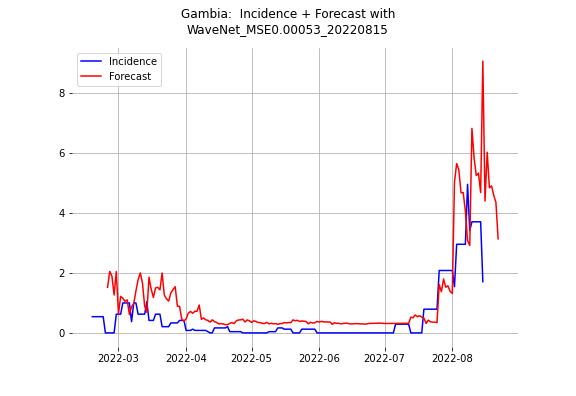 Gambia:  Incidence + Forecast with
WaveNet_MSE0.00053_20220815
Incidence
Forecast
8
6
4
2
0
2022-03 2022-04 2022-05 2022-06 2022-07 2022-08